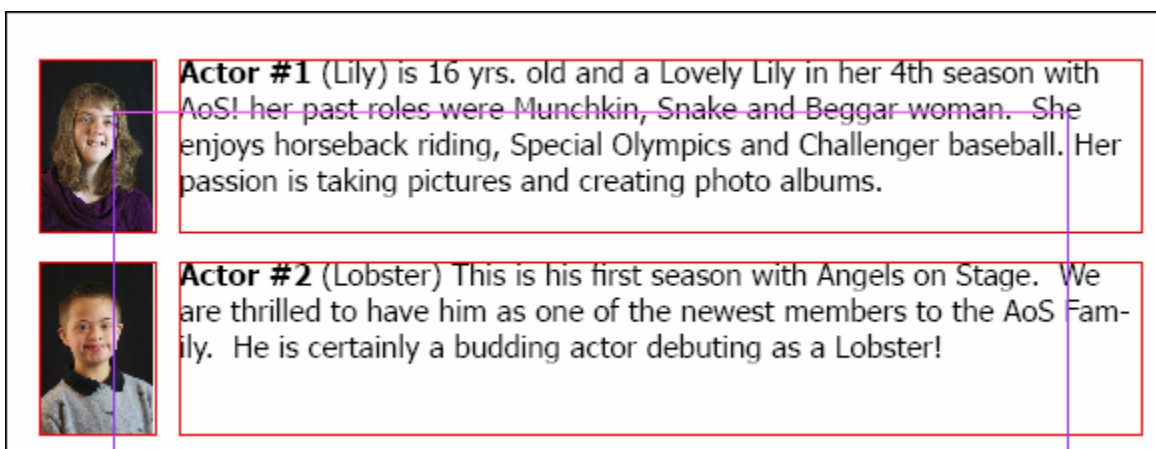 Actor #1 (Lily) is 16 yrs. old and a Lovely Lily in her 4th season with
AoS! her past roles were Munchkin, Snake and Beggar woman.  She
enjoys horseback riding, Special Olympics and Challenger baseball. Her
passion is taking pictures and creating photo albums.
Actor #2 (Lobster) This is his first season with Angels on Stage.  We
are thrilled to have him as one of the newest members to the AoS Fam-
ily.  He is certainly a budding actor debuting as a Lobster!